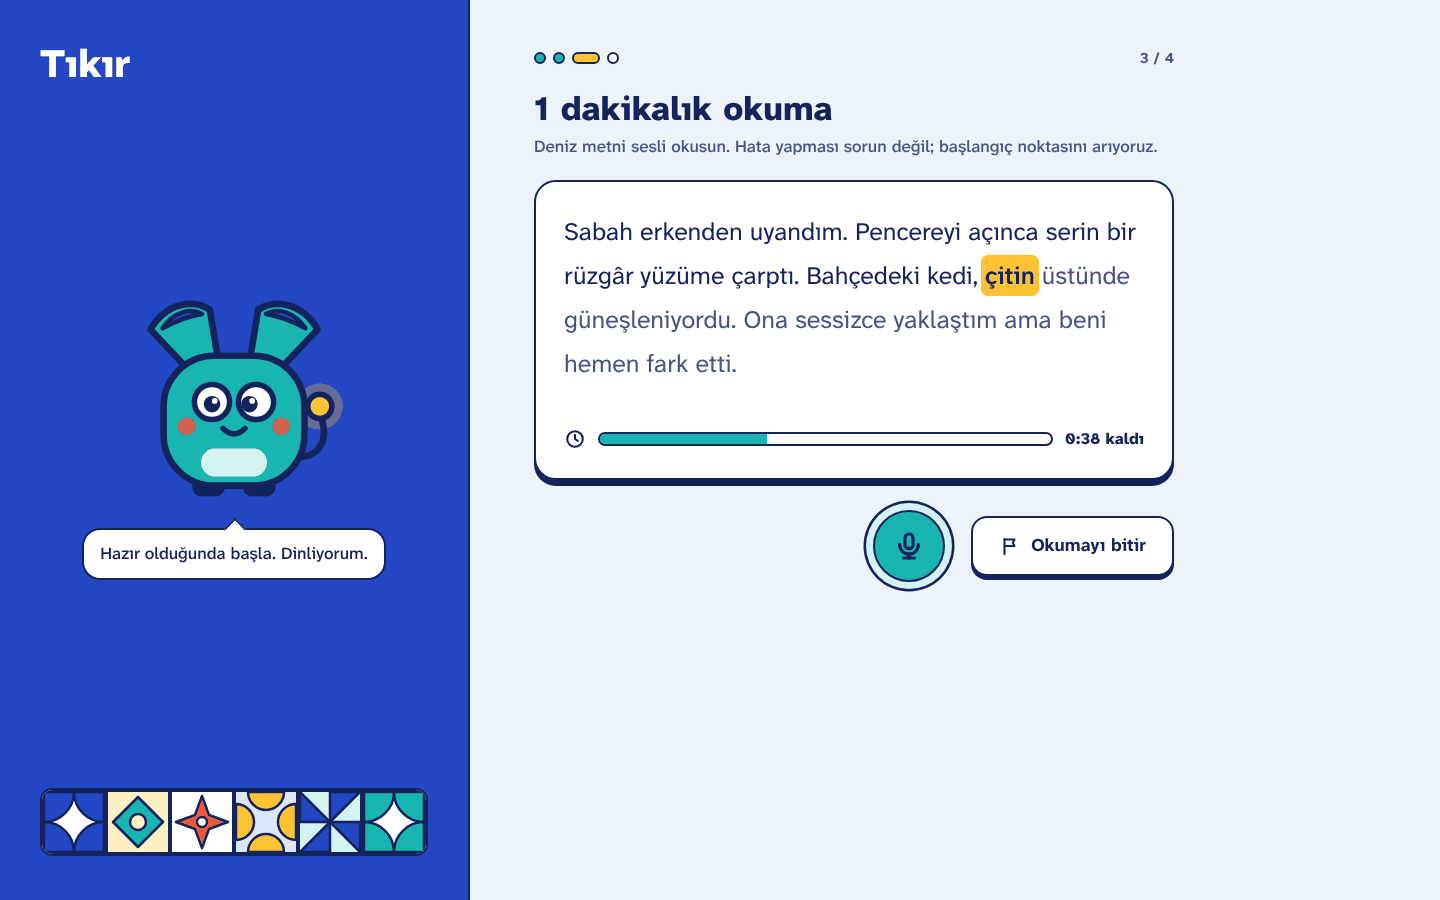 Tıkır
3 / 4
1 dakikalık okuma
Deniz metni sesli okusun. Hata yapması sorun değil; başlangıç noktasını arıyoruz.
Sabah erkenden uyandım. Pencereyi açınca serin bir
rüzgâr yüzüme çarptı. Bahçedeki kedi, çitin üstünde
güneşleniyordu. Ona sessizce yaklaştım ama beni
hemen fark etti.
0:38 kaldı
Okumayı bitir
Hazır olduğunda başla. Dinliyorum.